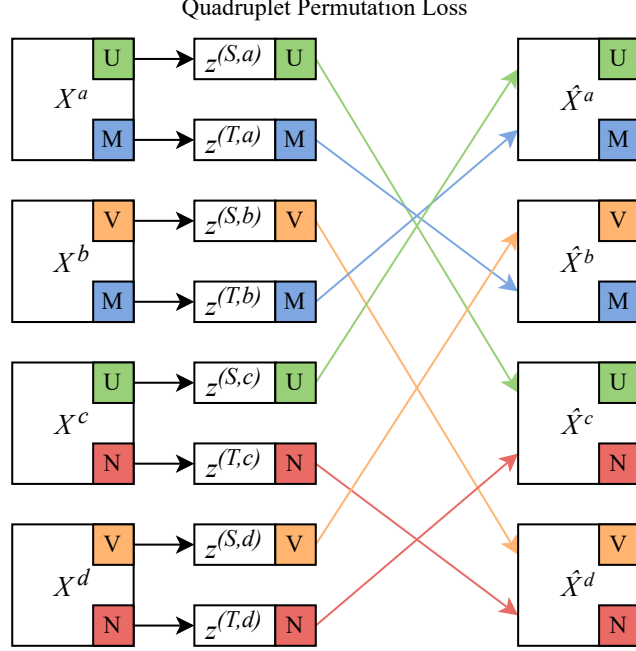 Quadruplet Permutation Loss
U z^(S,a) U U
X^a X̂^a
M z^(T,a) M M
V z^(S,b) V V
X^b X̂^b
M z^(T,b) M M
U z^(S,c) U U
X^c X̂^c
N z^(T,c) N N
V z^(S,d) V V
X^d X̂^d
N z^(T,d) N N